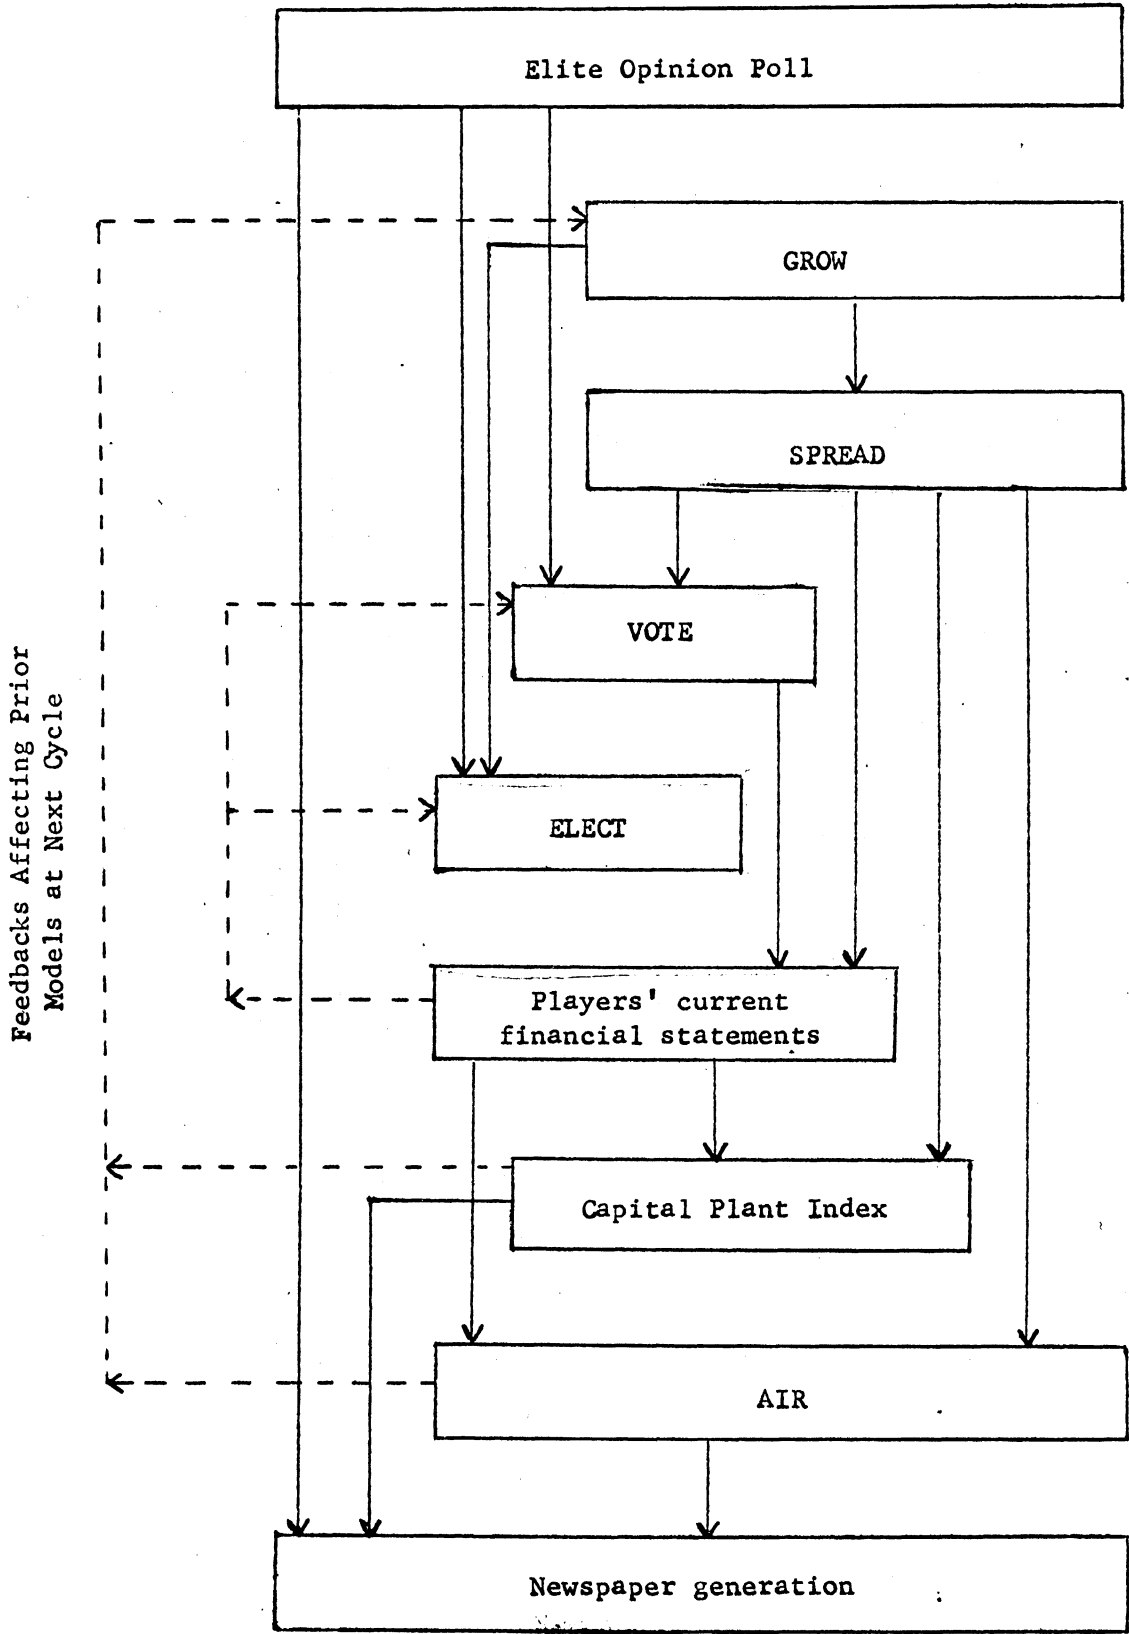 Elite Opinion Poll
GROW
SPREAD
VOTE
ELECT
Players' current
financial statements
Capital Plant Index
AIR
Newspaper generation
Feedbacks Affecting Prior
Models at Next Cycle